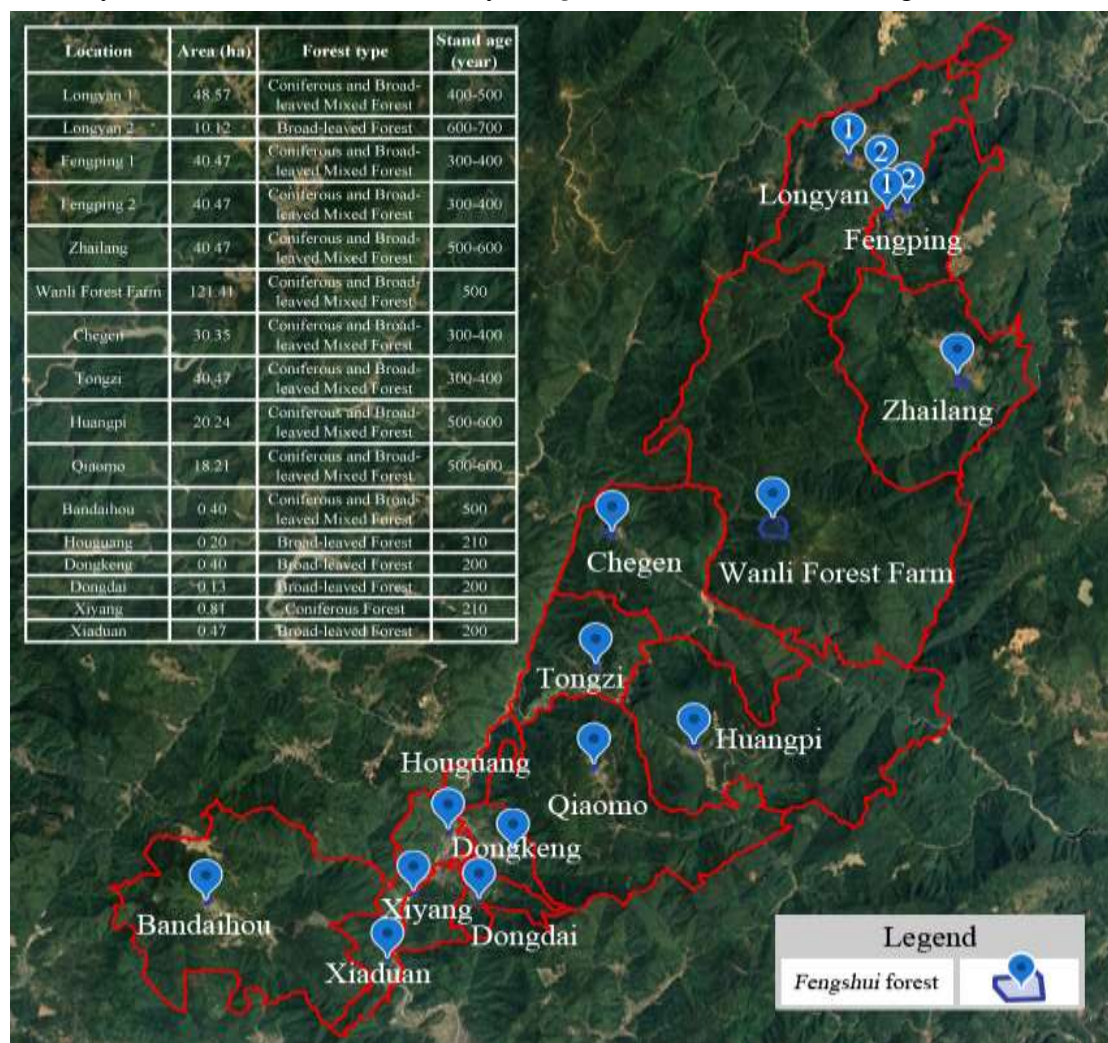 Location Area (ha) Forest type Stand age (year)
Longyan 1 48.57 Coniferous and Broad-leaved Mixed Forest 400-500
Longyan 2 10.12 Broad-leaved Forest 600-700
Fengping 1 40.47 Coniferous and Broad-leaved Mixed Forest 300-400
Fengping 2 40.47 Coniferous and Broad-leaved Mixed Forest 300-400
Zhailang 40.47 Coniferous and Broad-leaved Mixed Forest 500-600
Wanli Forest Farm 121.41 Coniferous and Broad-leaved Mixed Forest 500
Chegen 30.35 Coniferous and Broad-leaved Mixed Forest 300-400
Tongzi 40.47 Coniferous and Broad-leaved Mixed Forest 300-400
Huangpi 20.24 Coniferous and Broad-leaved Mixed Forest 500-600
Qiaomo 18.21 Coniferous and Broad-leaved Mixed Forest 500-600
Bandaihou 0.40 Coniferous and Broad-leaved Mixed Forest 500
Houguang 0.20 Broad-leaved Forest 210
Dongkeng 0.40 Broad-leaved Forest 200
Dongdai 0.13 Broad-leaved Forest 200
Xiyang 0.81 Coniferous Forest 210
Xiaduan 0.47 Broad-leaved Forest 200
1
2
1 2
Longyan
Fengping
Zhailang
Chegen
Wanli Forest Farm
Tongzi
Huangpi
Houguang
Qiaomo
Dongkeng
Xiyang
Bandaihou
Dongdai
Xiaduan
Legend
Fengshui forest